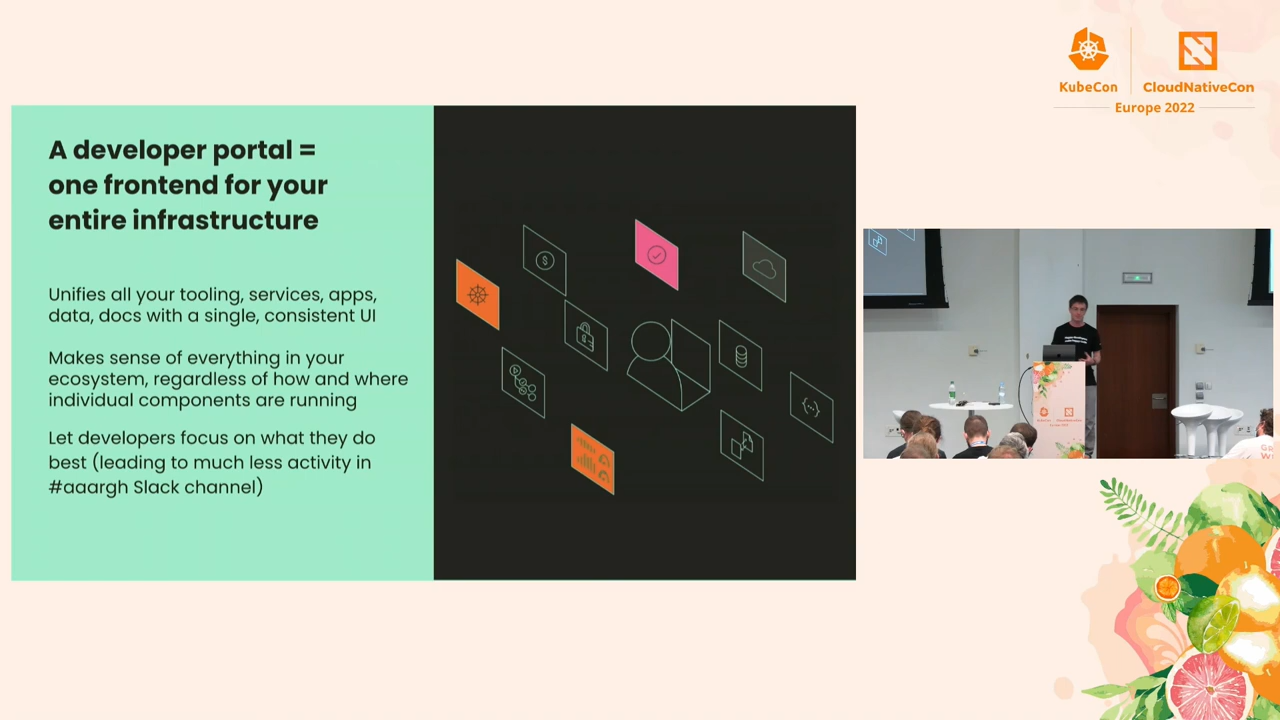 A developer portal =
one frontend for your
entire infrastructure
Unifies all your tooling, services, apps,
data, docs with a single, consistent UI
Makes sense of everything in your
ecosystem, regardless of how and where
individual components are running
Let developers focus on what they do
best (leading to much less activity in
#aaargh Slack channel)
KubeCon
CloudNativeCon
Europe 2022